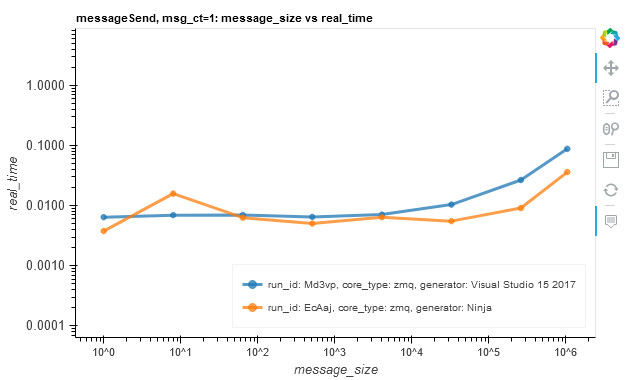 messageSend, msg_ct=1: message_size vs real_time
real_time
1.0000
0.1000
0.0100
0.0010
0.0001
run_id: Md3vp, core_type: zmq, generator: Visual Studio 15 2017
run_id: EcAaj, core_type: zmq, generator: Ninja
10^0 10^1 10^2 10^3 10^4 10^5 10^6
message_size